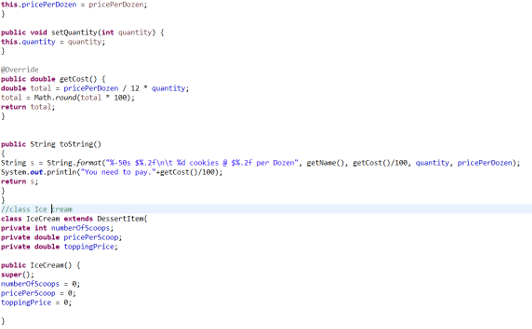 this.pricePerDozen = pricePerDozen;
}
public void setQuantity(int quantity) {
this.quantity = quantity;
}
@Override
public double getCost() {
double total = pricePerDozen / 12 * quantity;
total = Math.round(total * 100);
return total;
}
public String toString()
{
String s = String.format("%-50s $%.2f\n\t %d cookies @ $%.2f per Dozen", getName(), getCost()/100, quantity, pricePerDozen);
System.out.println("You need to pay."+getCost()/100);
return s;
}
}
//class Ice cream
class IceCream extends DessertItem{
private int numberOfScoops;
private double pricePerScoop;
private double toppingPrice;
public IceCream() {
super();
numberOfScoops = 0;
pricePerScoop = 0;
toppingPrice = 0;
}